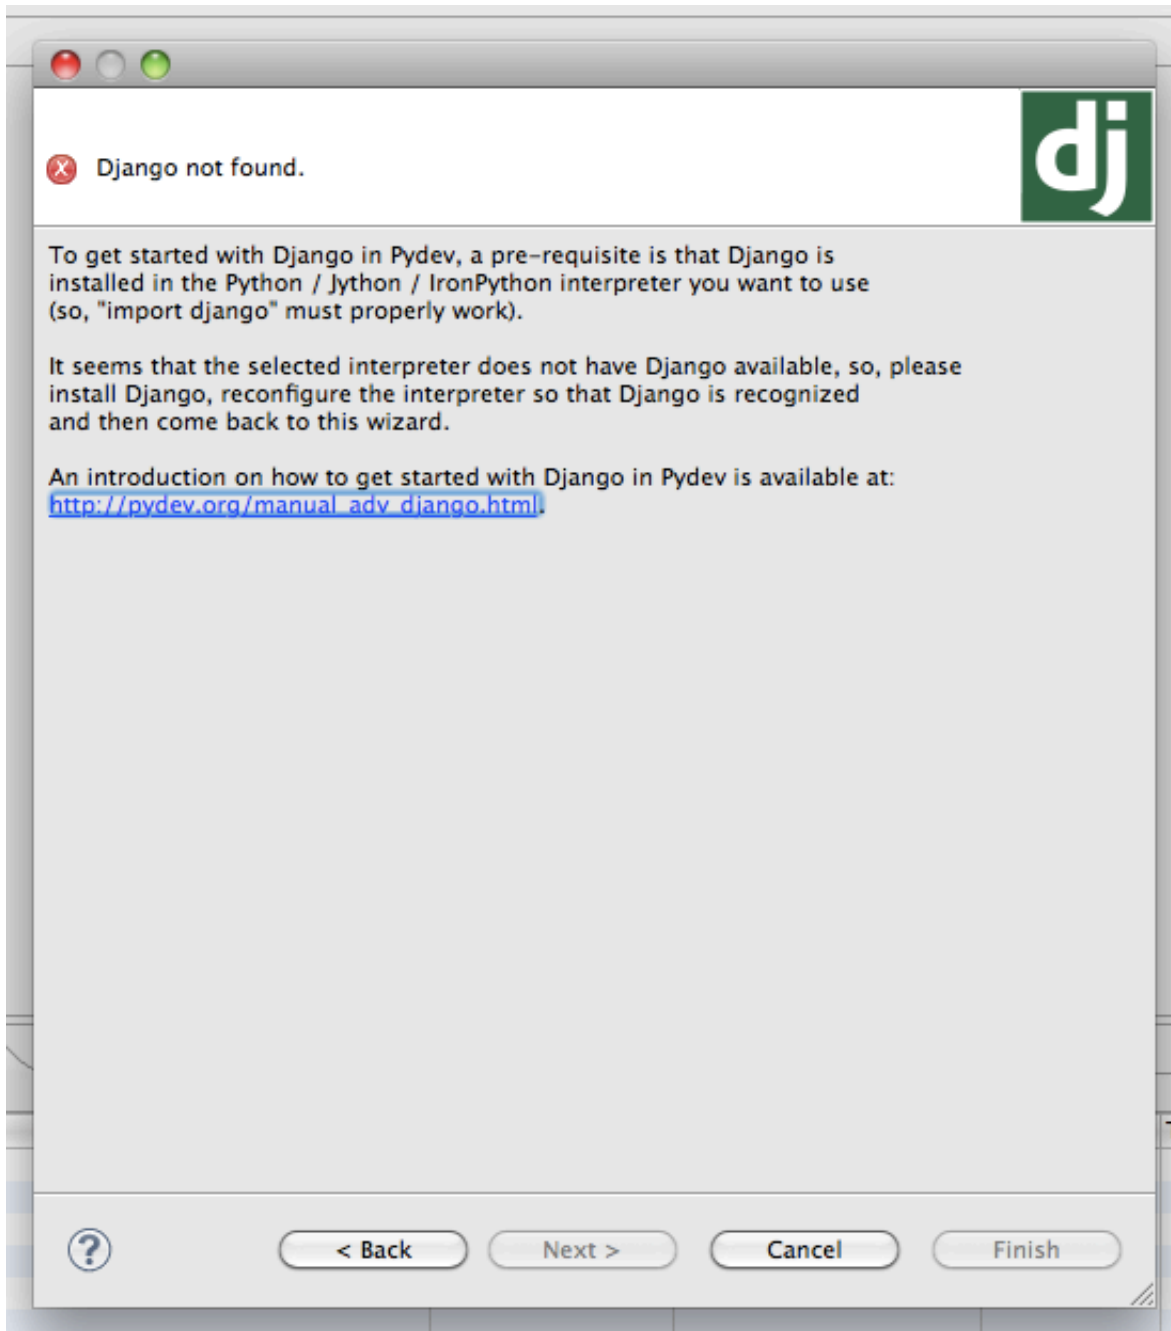 dj
Django not found.
To get started with Django in Pydev, a pre-requisite is that Django is
installed in the Python / Jython / IronPython interpreter you want to use
(so, "import django" must properly work).
It seems that the selected interpreter does not have Django available, so, please
install Django, reconfigure the interpreter so that Django is recognized
and then come back to this wizard.
An introduction on how to get started with Django in Pydev is available at:
http://pydev.org/manual_adv_django.html.
?
< Back
Next >
Cancel
Finish